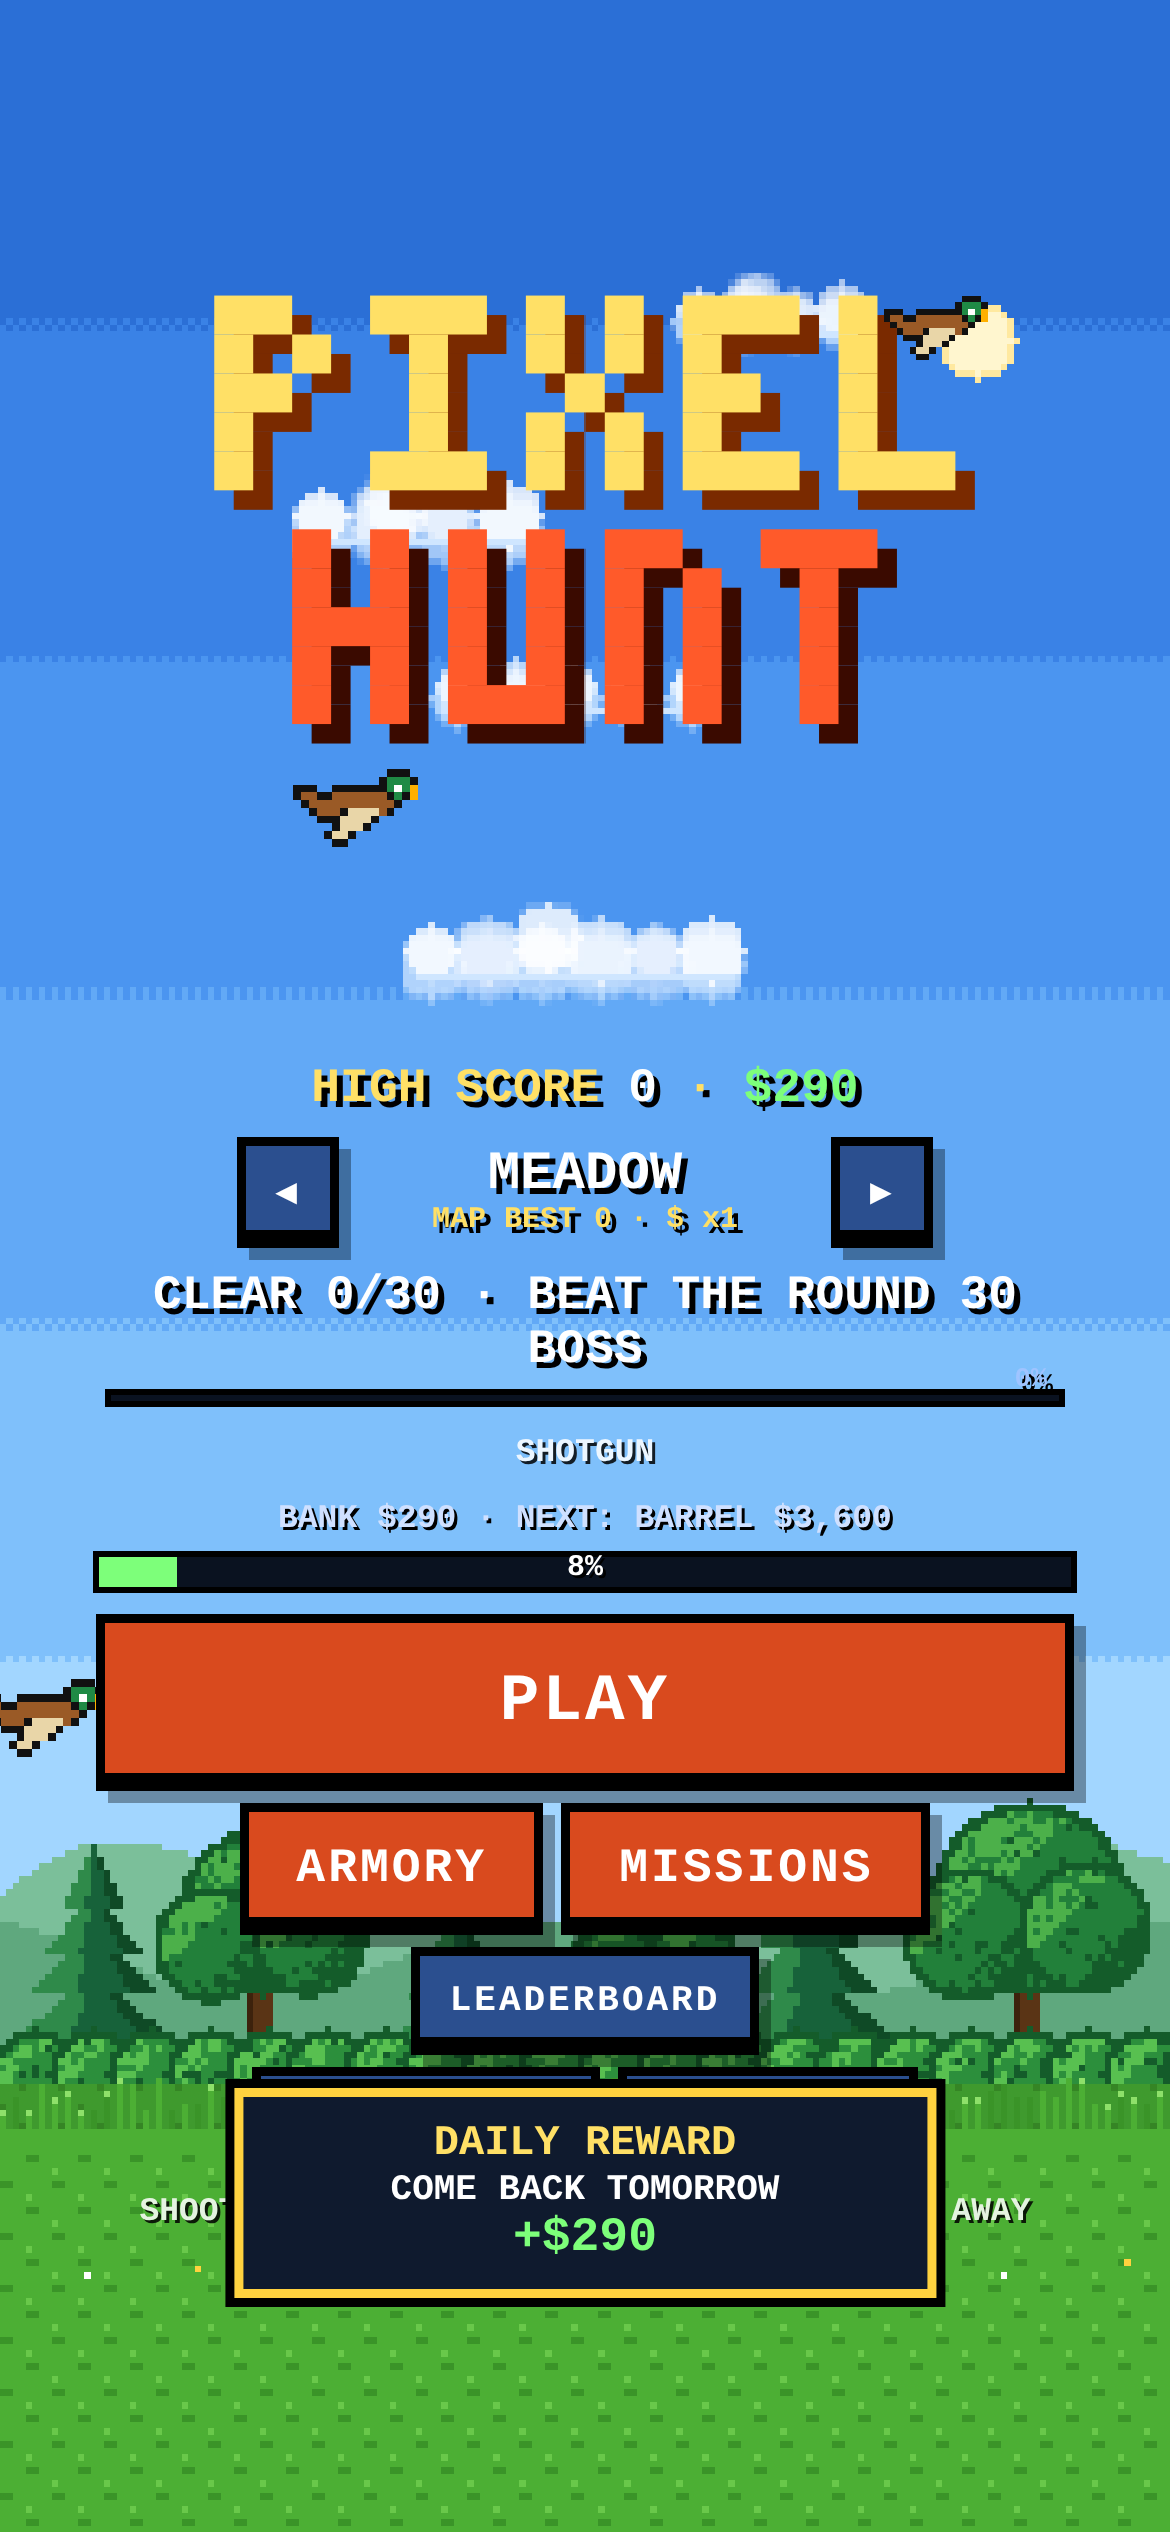 PIXEL
HUNT
HIGH SCORE 0 · $290
◄ MEADOW ►
MAP BEST 0 · $ x1
CLEAR 0/30 · BEAT THE ROUND 30
BOSS
0%
SHOTGUN
BANK $290 · NEXT: BARREL $3,600
8%
PLAY
ARMORY MISSIONS
LEADERBOARD
DAILY REWARD
COME BACK TOMORROW
AWAY
+$290